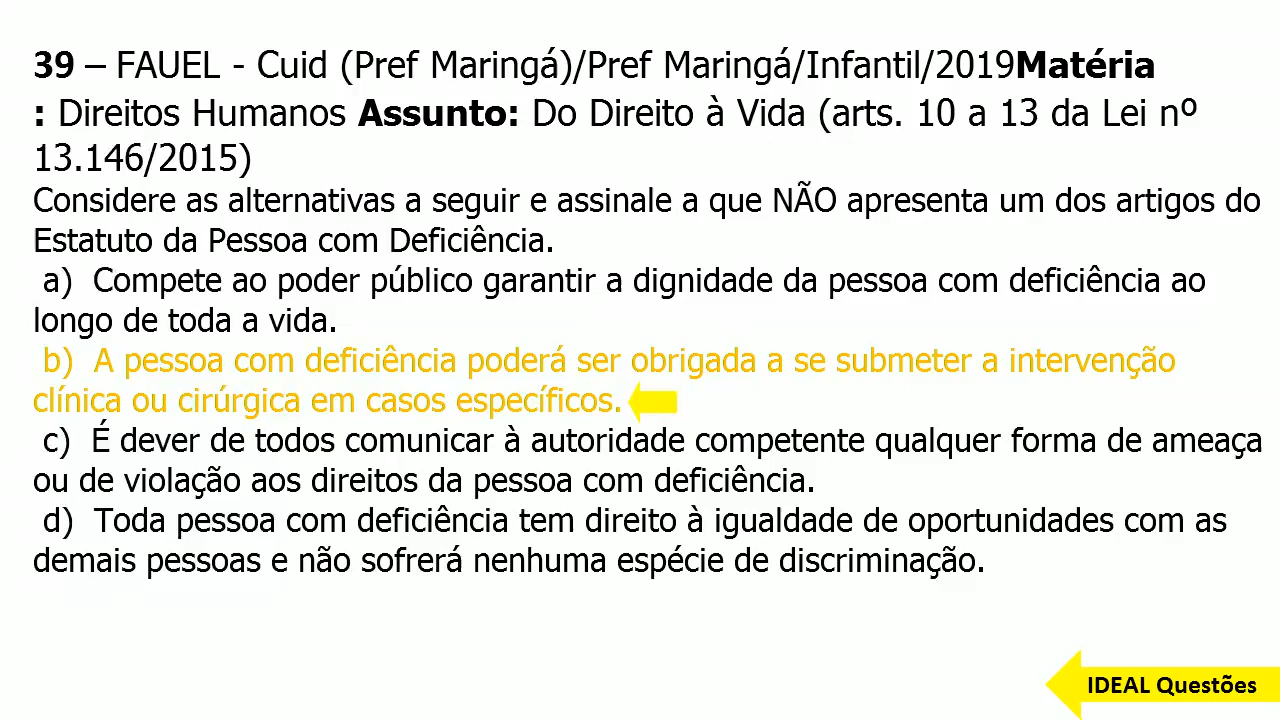 39 – FAUEL - Cuid (Pref Maringá)/Pref Maringá/Infantil/2019Matéria
: Direitos Humanos Assunto: Do Direito à Vida (arts. 10 a 13 da Lei nº
13.146/2015)
Considere as alternativas a seguir e assinale a que NÃO apresenta um dos artigos do
Estatuto da Pessoa com Deficiência.
a) Compete ao poder público garantir a dignidade da pessoa com deficiência ao
longo de toda a vida.
b) A pessoa com deficiência poderá ser obrigada a se submeter a intervenção
clínica ou cirúrgica em casos específicos.
c) É dever de todos comunicar à autoridade competente qualquer forma de ameaça
ou de violação aos direitos da pessoa com deficiência.
d) Toda pessoa com deficiência tem direito à igualdade de oportunidades com as
demais pessoas e não sofrerá nenhuma espécie de discriminação.
IDEAL Questões